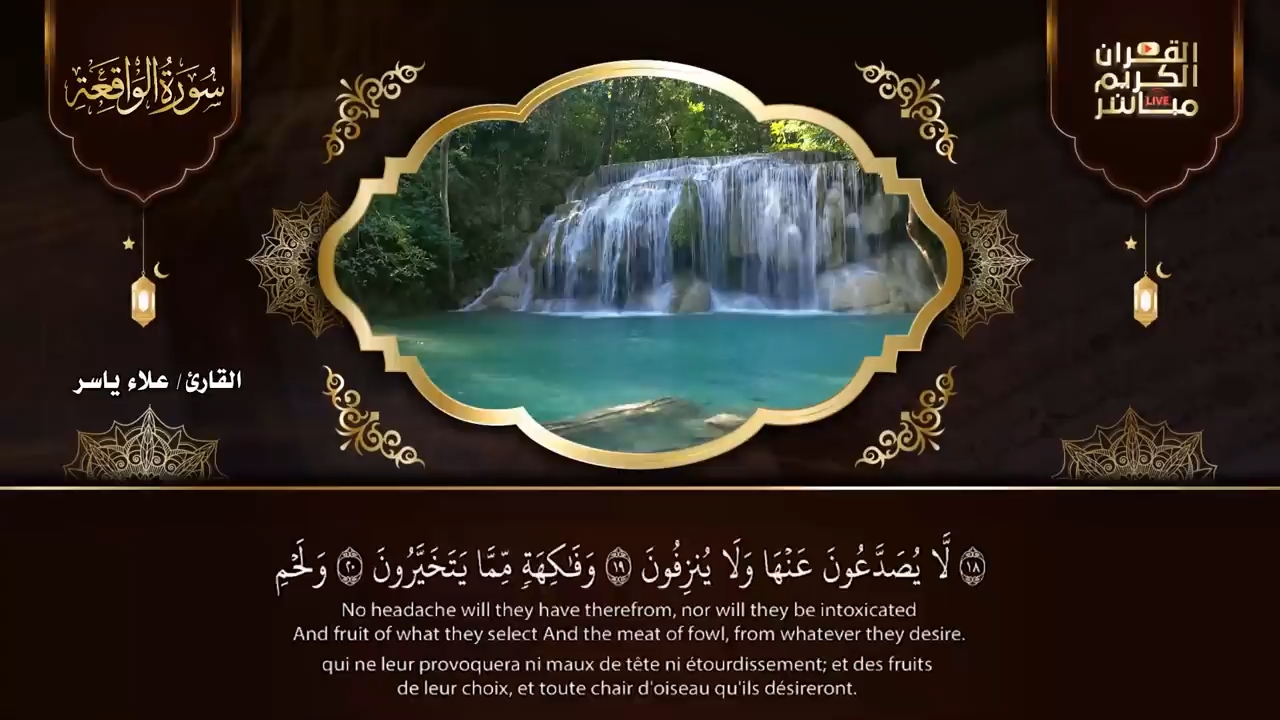 سُورَةُ الْوَاقِعَة
القرآن
الكريم
مباشر
LIVE
القارئ/ علاء ياسر
١٨ لَّا يُصَدَّعُونَ عَنْهَا وَلَا يُنزِفُونَ ١٩ وَفَٰكِهَةٖ مِّمَّا يَتَخَيَّرُونَ ٢٠ وَلَحْمِ
No headache will they have therefrom, nor will they be intoxicated
And fruit of what they select And the meat of fowl, from whatever they desire.
qui ne leur provoquera ni maux de tête ni étourdissement; et des fruits
de leur choix, et toute chair d'oiseau qu'ils désireront.